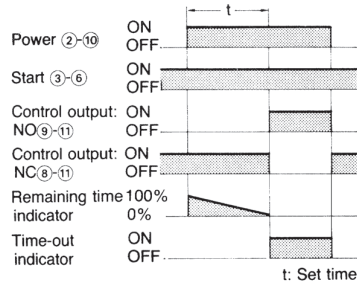 t
Power ②-⑩ ON
OFF
Start ③-⑥ ON
OFF
Control output: ON
NO⑨-⑪ OFF
Control output: ON
NC⑧-⑪ OFF
Remaining time 100%
indicator 0%
Time-out ON
indicator OFF
t: Set time